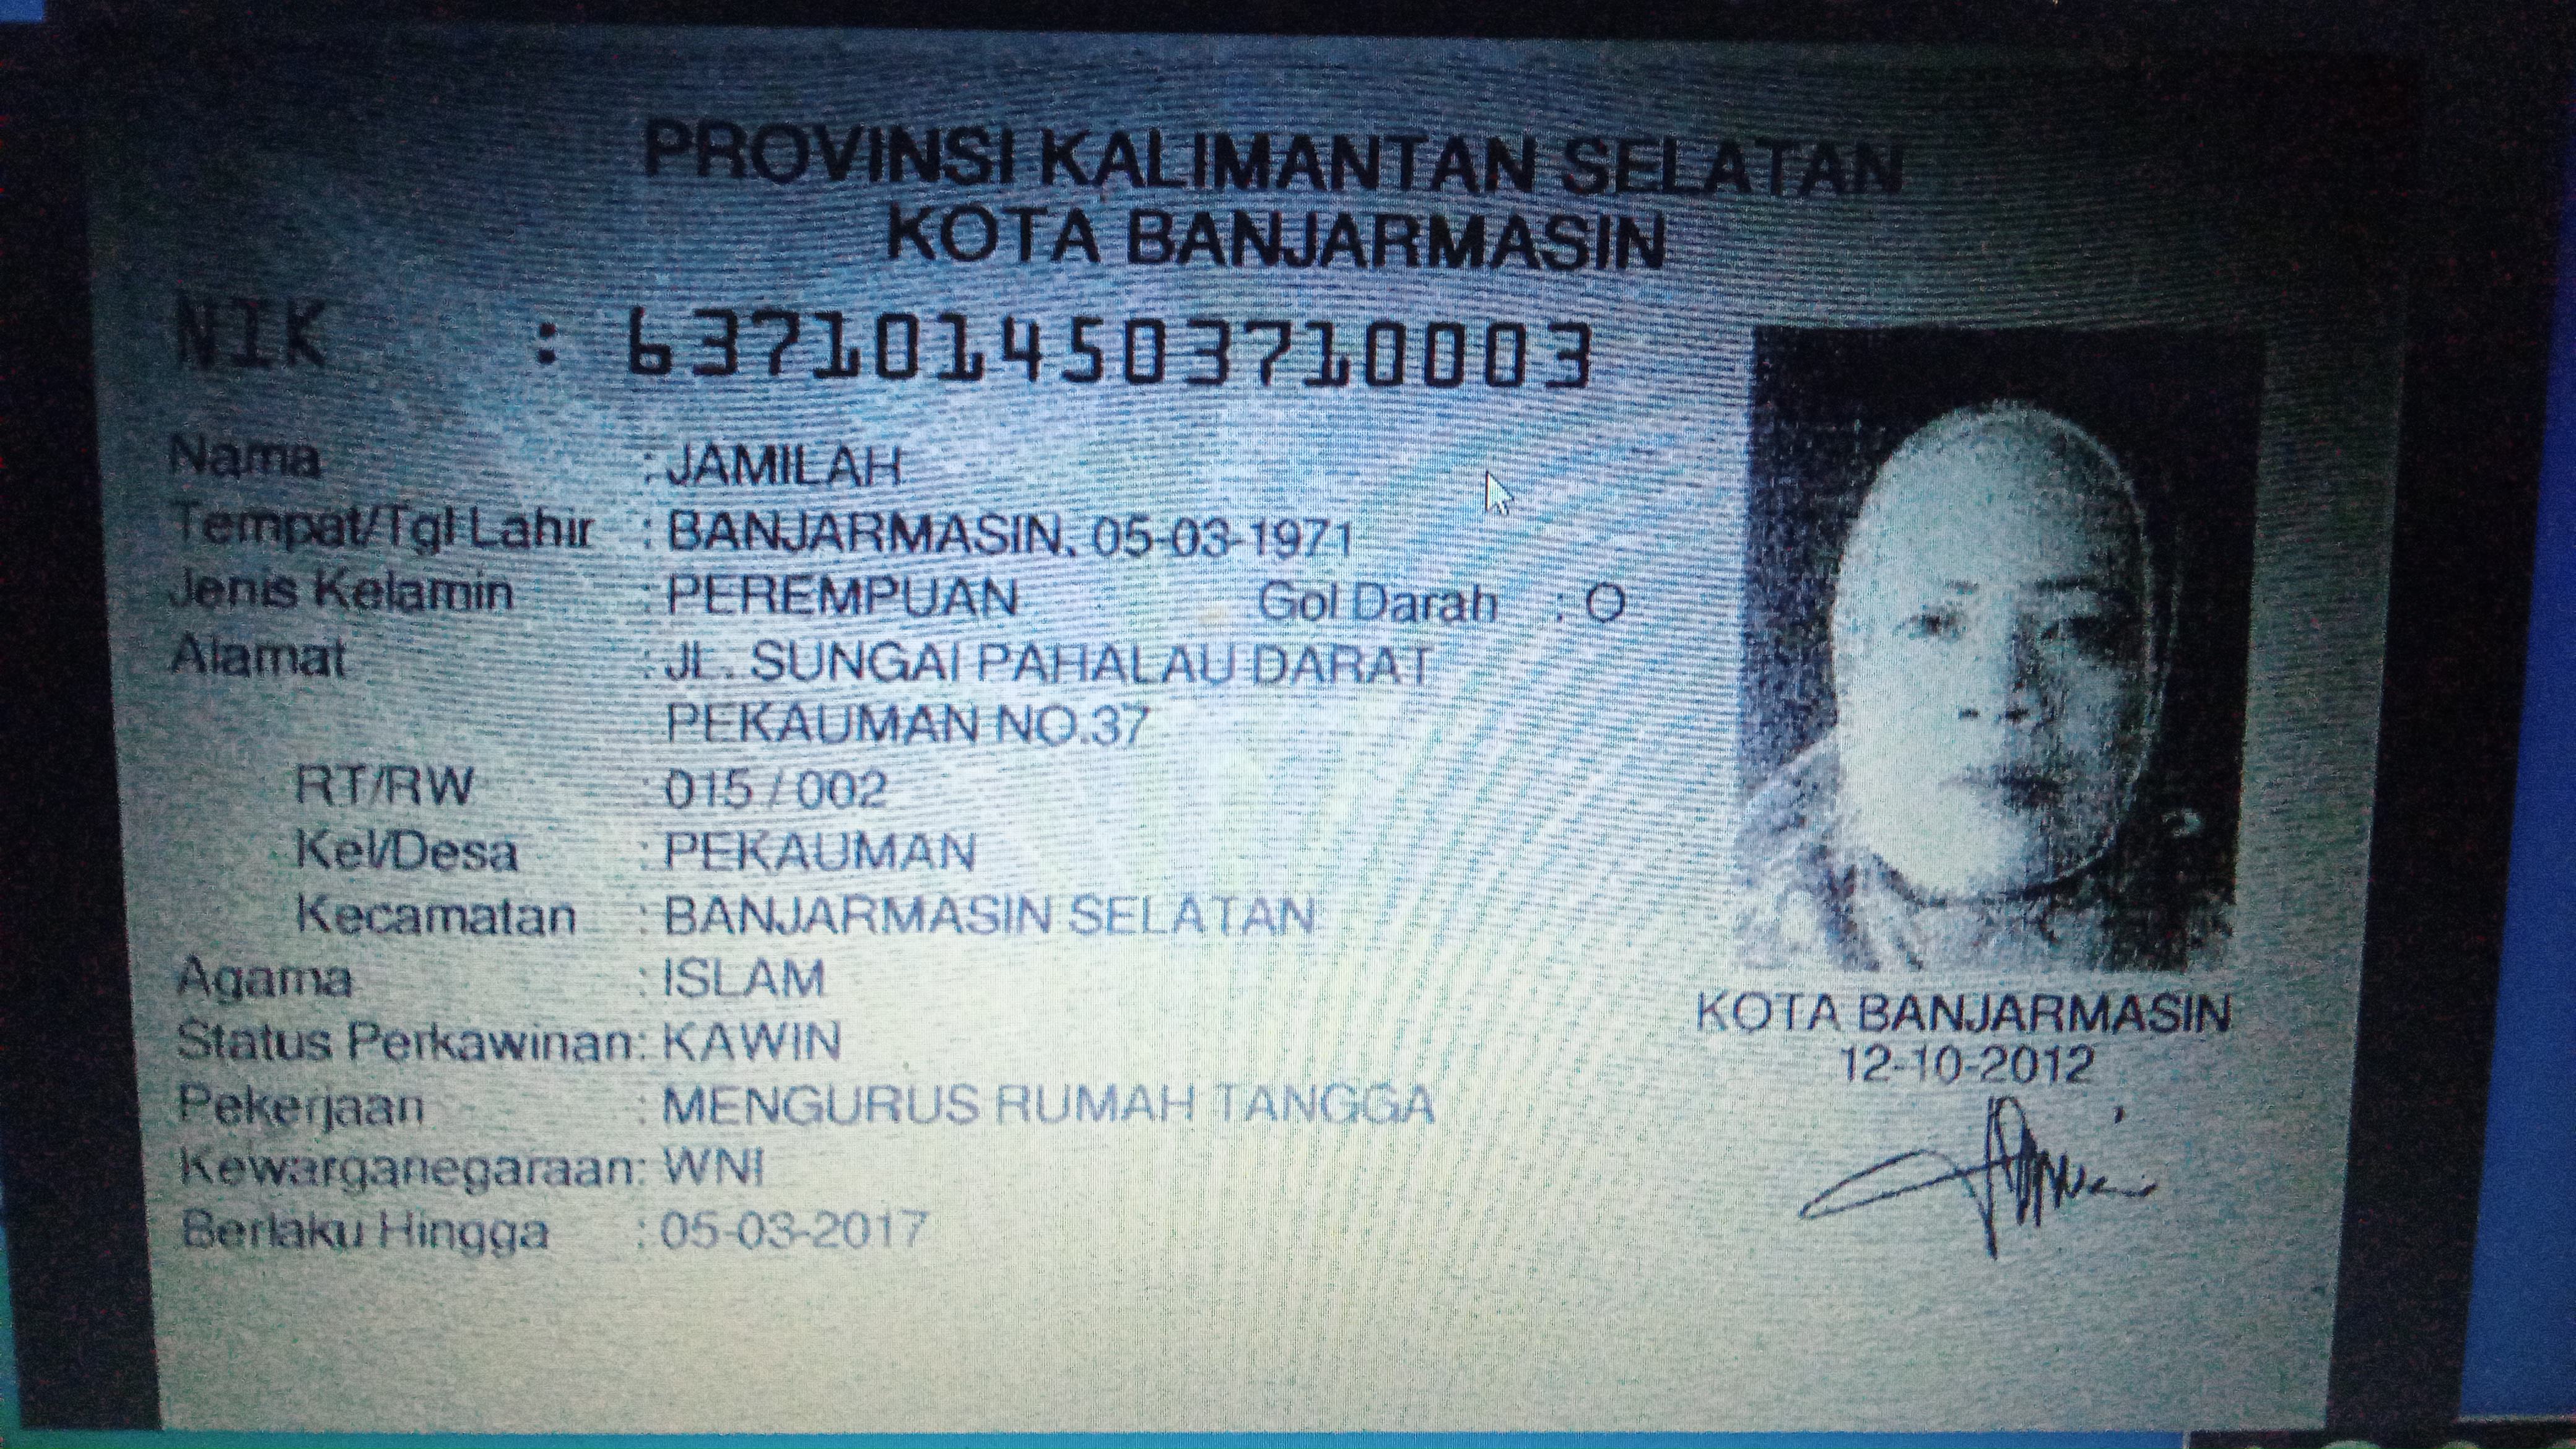 PROVINSI KALIMANTAN SELATAN
KOTA BANJARMASIN
NIK : 6371014503710003
Nama : JAMILAH
Tempat/Tgl Lahir : BANJARMASIN, 05-03-1971
Jenis Kelamin : PEREMPUAN Gol Darah : O
Alamat : JL. SUNGAI PAHALAU DARAT
PEKAUMAN NO.37
RT/RW : 015 / 002
Kel/Desa : PEKAUMAN
Kecamatan : BANJARMASIN SELATAN
Agama : ISLAM
Status Perkawinan: KAWIN
Pekerjaan : MENGURUS RUMAH TANGGA
Kewarganegaraan: WNI
Berlaku Hingga : 05-03-2017
KOTA BANJARMASIN
12-10-2012